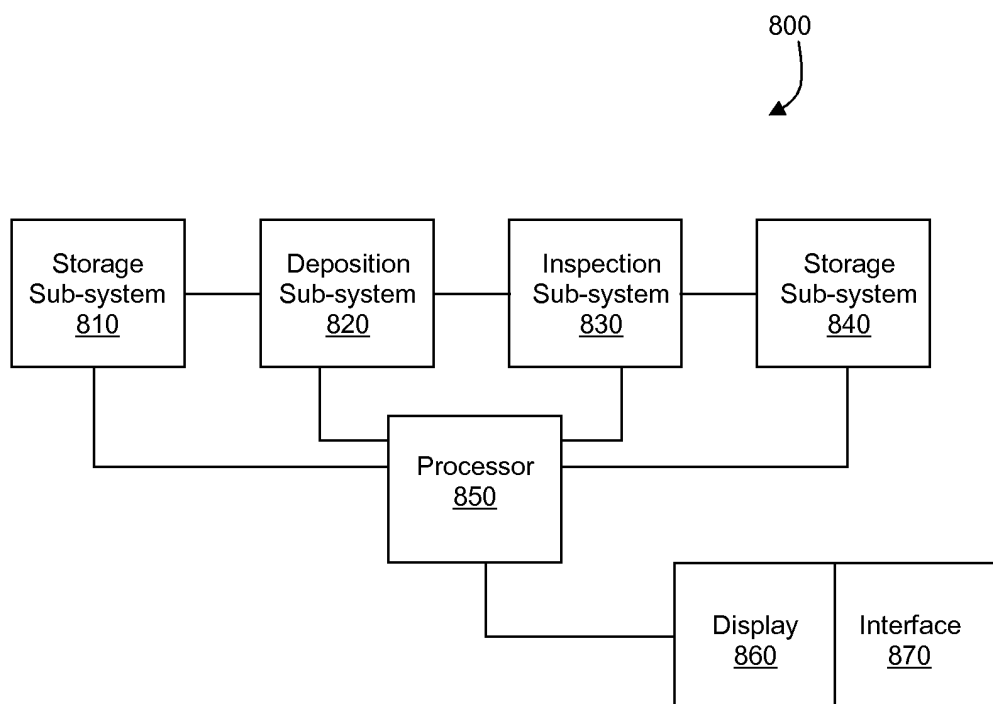 800
Storage
Sub-system
810
Deposition
Sub-system
820
Inspection
Sub-system
830
Storage
Sub-system
840
Processor
850
Display
860
Interface
870